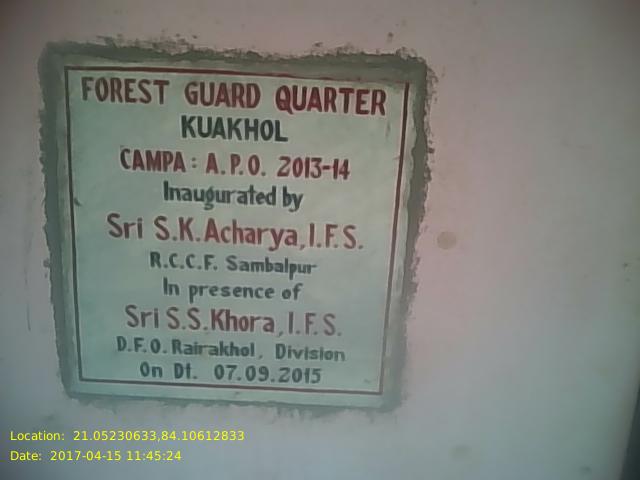 FOREST GUARD QUARTER
KUAKHOL
CAMPA : A.P.O. 2013-14
Inaugurated by
Sri S.K.Acharya,I.F.S.
R.C.C.F. Sambalpur
In presence of
Sri S.S.Khora,I.F.S.
D.F.O.Rairakhol, Division
On Dt. 07.09.2015
Location: 21.05230633,84.10612833
Date: 2017-04-15 11:45:24